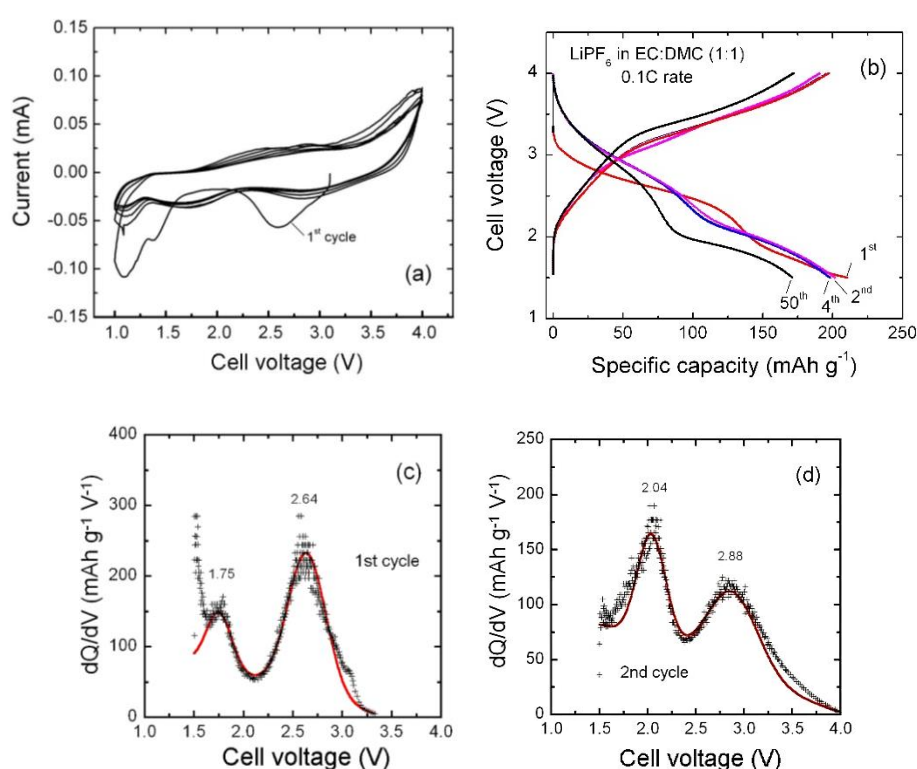 0.15
0.10
0.05
0.00
-0.05
-0.10
-0.15
Current (mA)
1st cycle
(a)
1.0 1.5 2.0 2.5 3.0 3.5 4.0
Cell voltage (V)
LiPF6 in EC:DMC (1:1)
0.1C rate
(b)
4
3
2
1
Cell voltage (V)
1st
2nd
4th
50th
0 50 100 150 200 250
Specific capacity (mAh g-1)
400
300
200
100
0
dQ/dV (mAh g-1 V-1)
(c)
2.64
1.75
1st cycle
1.0 1.5 2.0 2.5 3.0 3.5 4.0
Cell voltage (V)
250
200
150
100
50
0
dQ/dV (mAh g-1 V-1)
(d)
2.04
2.88
2nd cycle
1.0 1.5 2.0 2.5 3.0 3.5 4.0
Cell voltage (V)